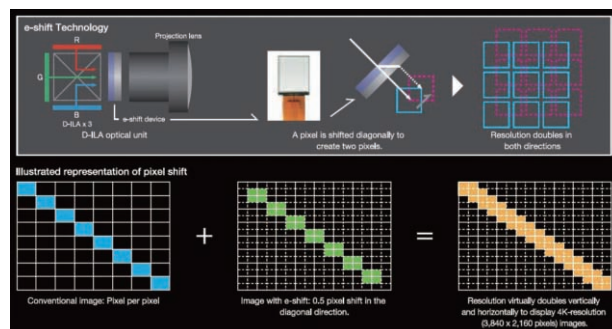 e-shift Technology
Projection lens
R
G
B
D-ILA x 3
e-shift device
D-ILA optical unit
A pixel is shifted diagonally to
create two pixels.
Resolution doubles in
both directions
Illustrated representation of pixel shift
+
=
Conventional image: Pixel per pixel
Image with e-shift: 0.5 pixel shift in the
diagonal direction.
Resolution virtually doubles vertically
and horizontally to display 4K-resolution
(3,840 x 2,160 pixels) images.